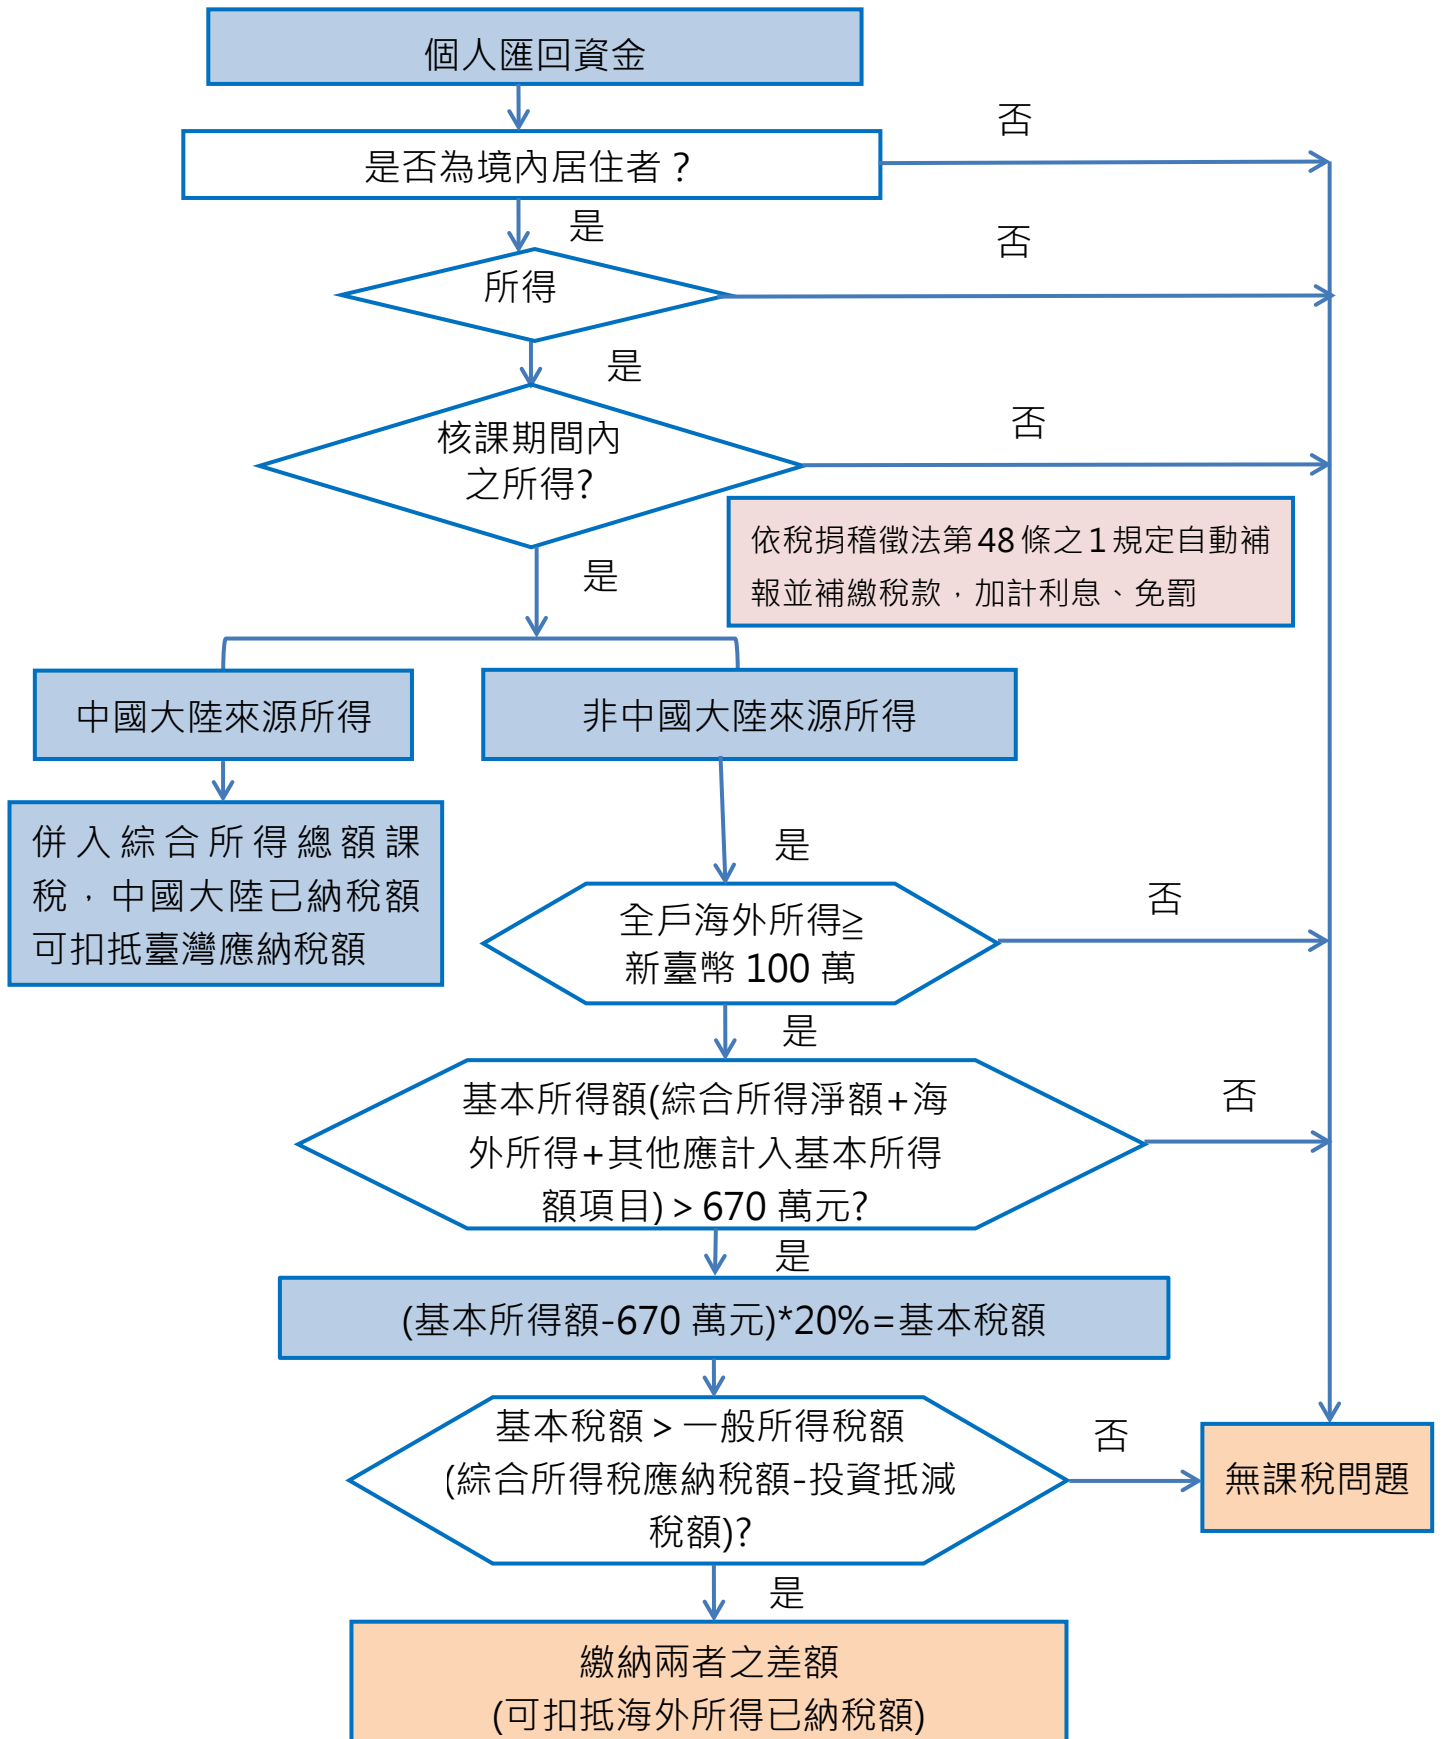 個人匯回資金
否
是否為境內居住者？
是
否
所得
是
否
核課期間內
之所得?
依稅捐稽徵法第48條之1規定自動補
報並補繳稅款，加計利息、免罰
是
中國大陸來源所得
非中國大陸來源所得
併入綜合所得總額課
稅，中國大陸已納稅額
可扣抵臺灣應納稅額
是
否
全戶海外所得≧
新臺幣 100 萬
是
基本所得額(綜合所得淨額+海
外所得+其他應計入基本所得
額項目)＞670 萬元?
否
是
(基本所得額-670 萬元)*20%=基本稅額
基本稅額＞一般所得稅額
(綜合所得稅應納稅額-投資抵減
稅額)?
否
無課稅問題
是
繳納兩者之差額
(可扣抵海外所得已納稅額)